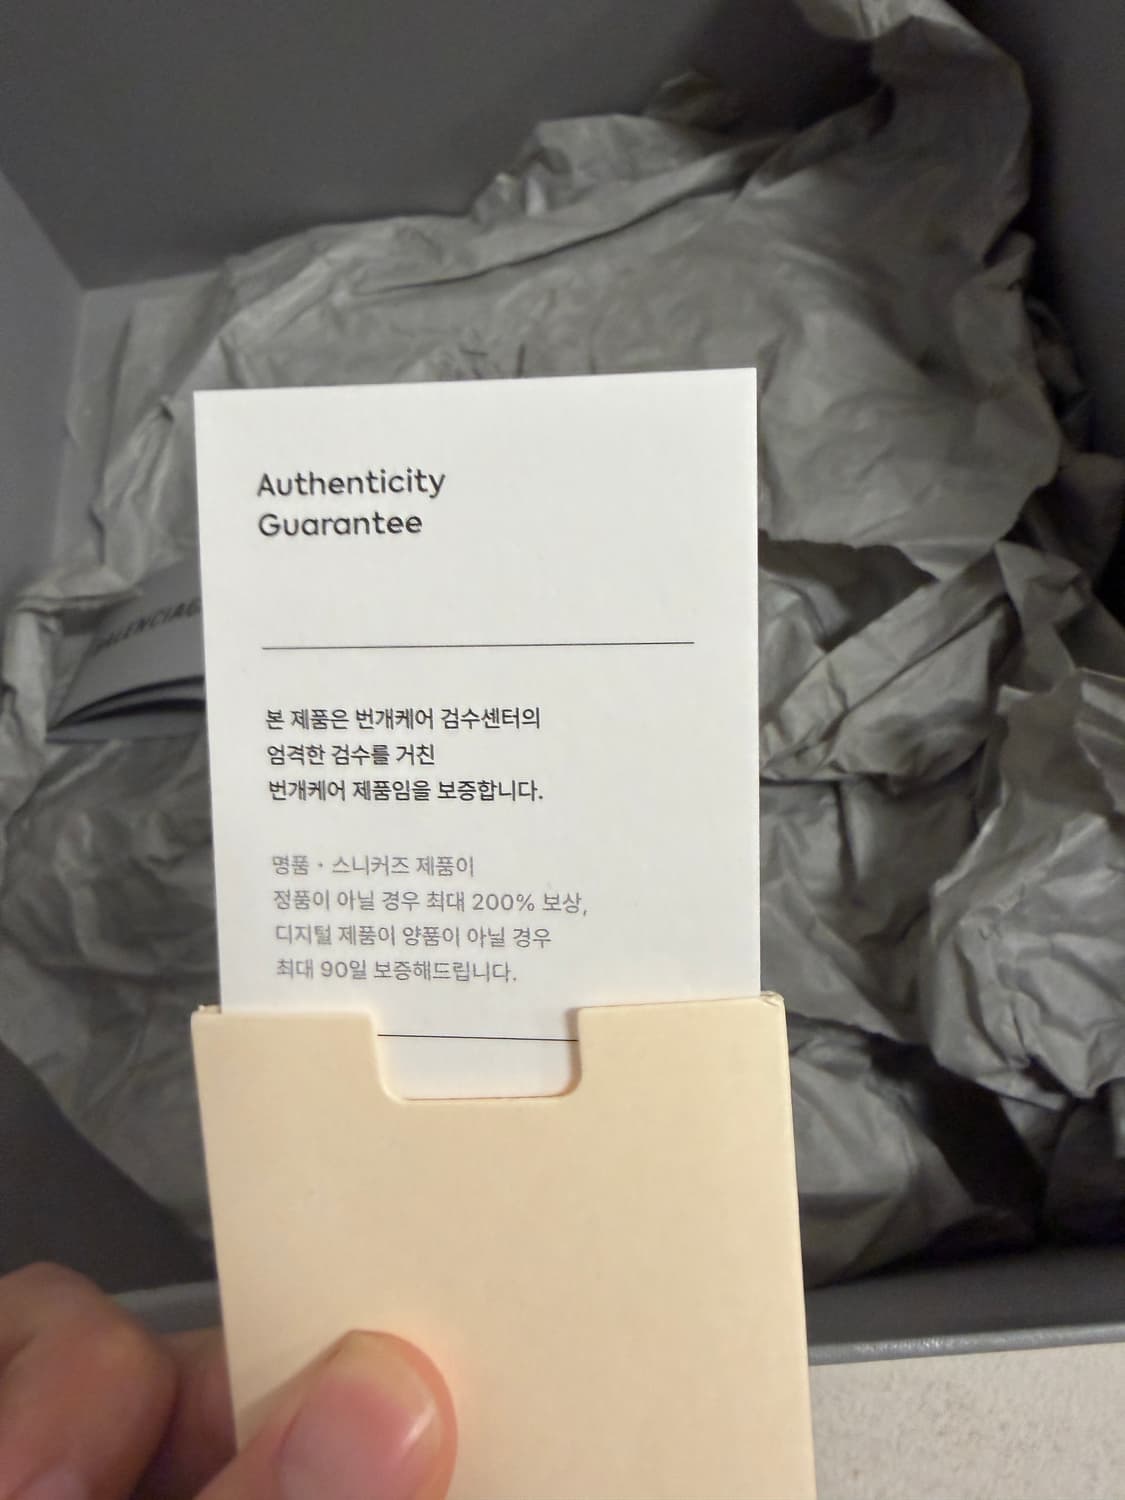 Authenticity
Guarantee
본 제품은 번개케어 검수센터의
엄격한 검수를 거친
번개케어 제품임을 보증합니다.
명품 · 스니커즈 제품이
정품이 아닐 경우 최대 200% 보상,
디지털 제품이 양품이 아닐 경우
최대 90일 보증해드립니다.